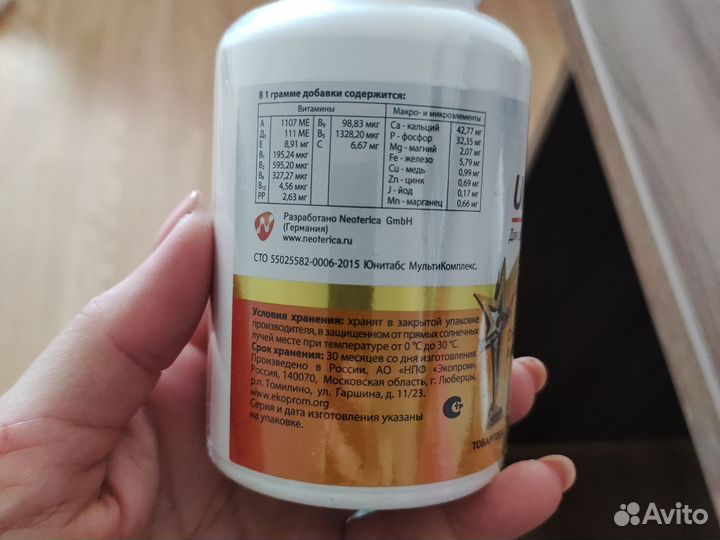 В 1 грамме добавки содержится:
Витамины Макро- и микроэлементы
A 1107 МЕ B₉ 98,83 мкг Ca - кальций 42,77 мг
Д₃ 111 МЕ B₅ 1328,20 мкг P - фосфор 32,35 мг
E 8,91 мг C 6,67 мг Mg - магний 2,07 мг
B₁ 195,24 мкг Fe - железо 5,79 мг
B₂ 595,20 мкг Cu - медь 0,99 мг
B₆ 327,27 мкг Zn - цинк 0,69 мг
B₁₂ 4,56 мкг J - йод 0,17 мг
PP 2,63 мг Mn - марганец 0,66 мг
Разработано Neoterica GmbH
(Германия)
www.neoterica.ru
СТО 55025582-0006-2015 Юнитабс МультиКомплекс.
Условия хранения: хранят в закрытой упаковке
производителя, в защищенном от прямых солнечных
лучей месте при температуре от 0 °C до 30 °C.
Срок хранения: 30 месяцев со дня изготовления.
Произведено в России. АО «НПФ «Экопром»,
Россия, 140070, Московская область, г. Люберцы,
р.п. Томилино, ул. Гаршина, д. 11/23.
www.ekoprom.org
Серия и дата изготовления указаны
на упаковке.
U
Для
ТОВАР ГОДА
Avito